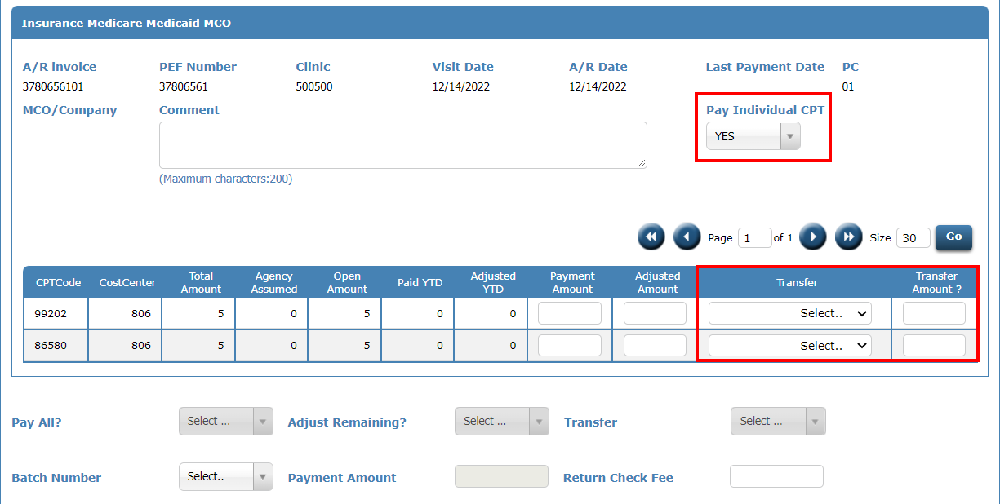 Insurance Medicare Medicaid MCO
A/R invoice PEF Number Clinic Visit Date A/R Date Last Payment Date PC
3780656101 37806561 500500 12/14/2022 12/14/2022 01
MCO/Company Comment Pay Individual CPT
YES
(Maximum characters:200)
Page 1 of 1 Size 30 Go
CPTCode CostCenter Total Amount Agency Assumed Open Amount Paid YTD Adjusted YTD Payment Amount Adjusted Amount Transfer Transfer Amount ?
99202 806 5 0 5 0 0 Select..
86580 806 5 0 5 0 0 Select..
Pay All? Select ... Adjust Remaining? Select ... Transfer Select ...
Batch Number Select.. Payment Amount Return Check Fee